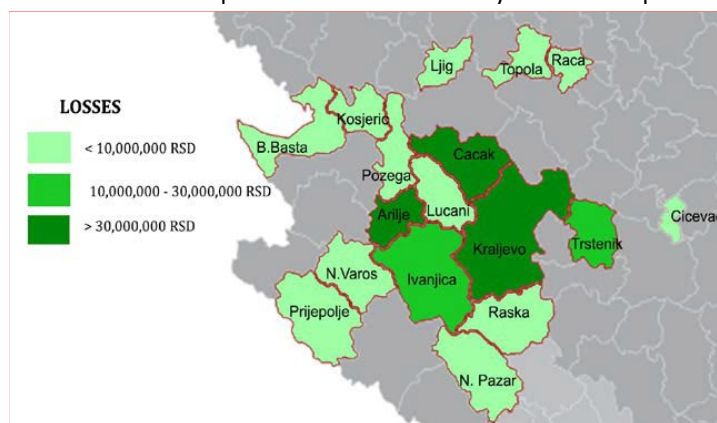 LOSSES
< 10,000,000 RSD
10,000,000 - 30,000,000 RSD
> 30,000,000 RSD
Ljig
Topola
Raca
Kosjeric
B.Basta
Cacak
Pozega
Arilje
Lucani
Cicevac
Kraljevo
Trstenik
N.Varos
Ivanjica
Prijepolje
Raska
N. Pazar